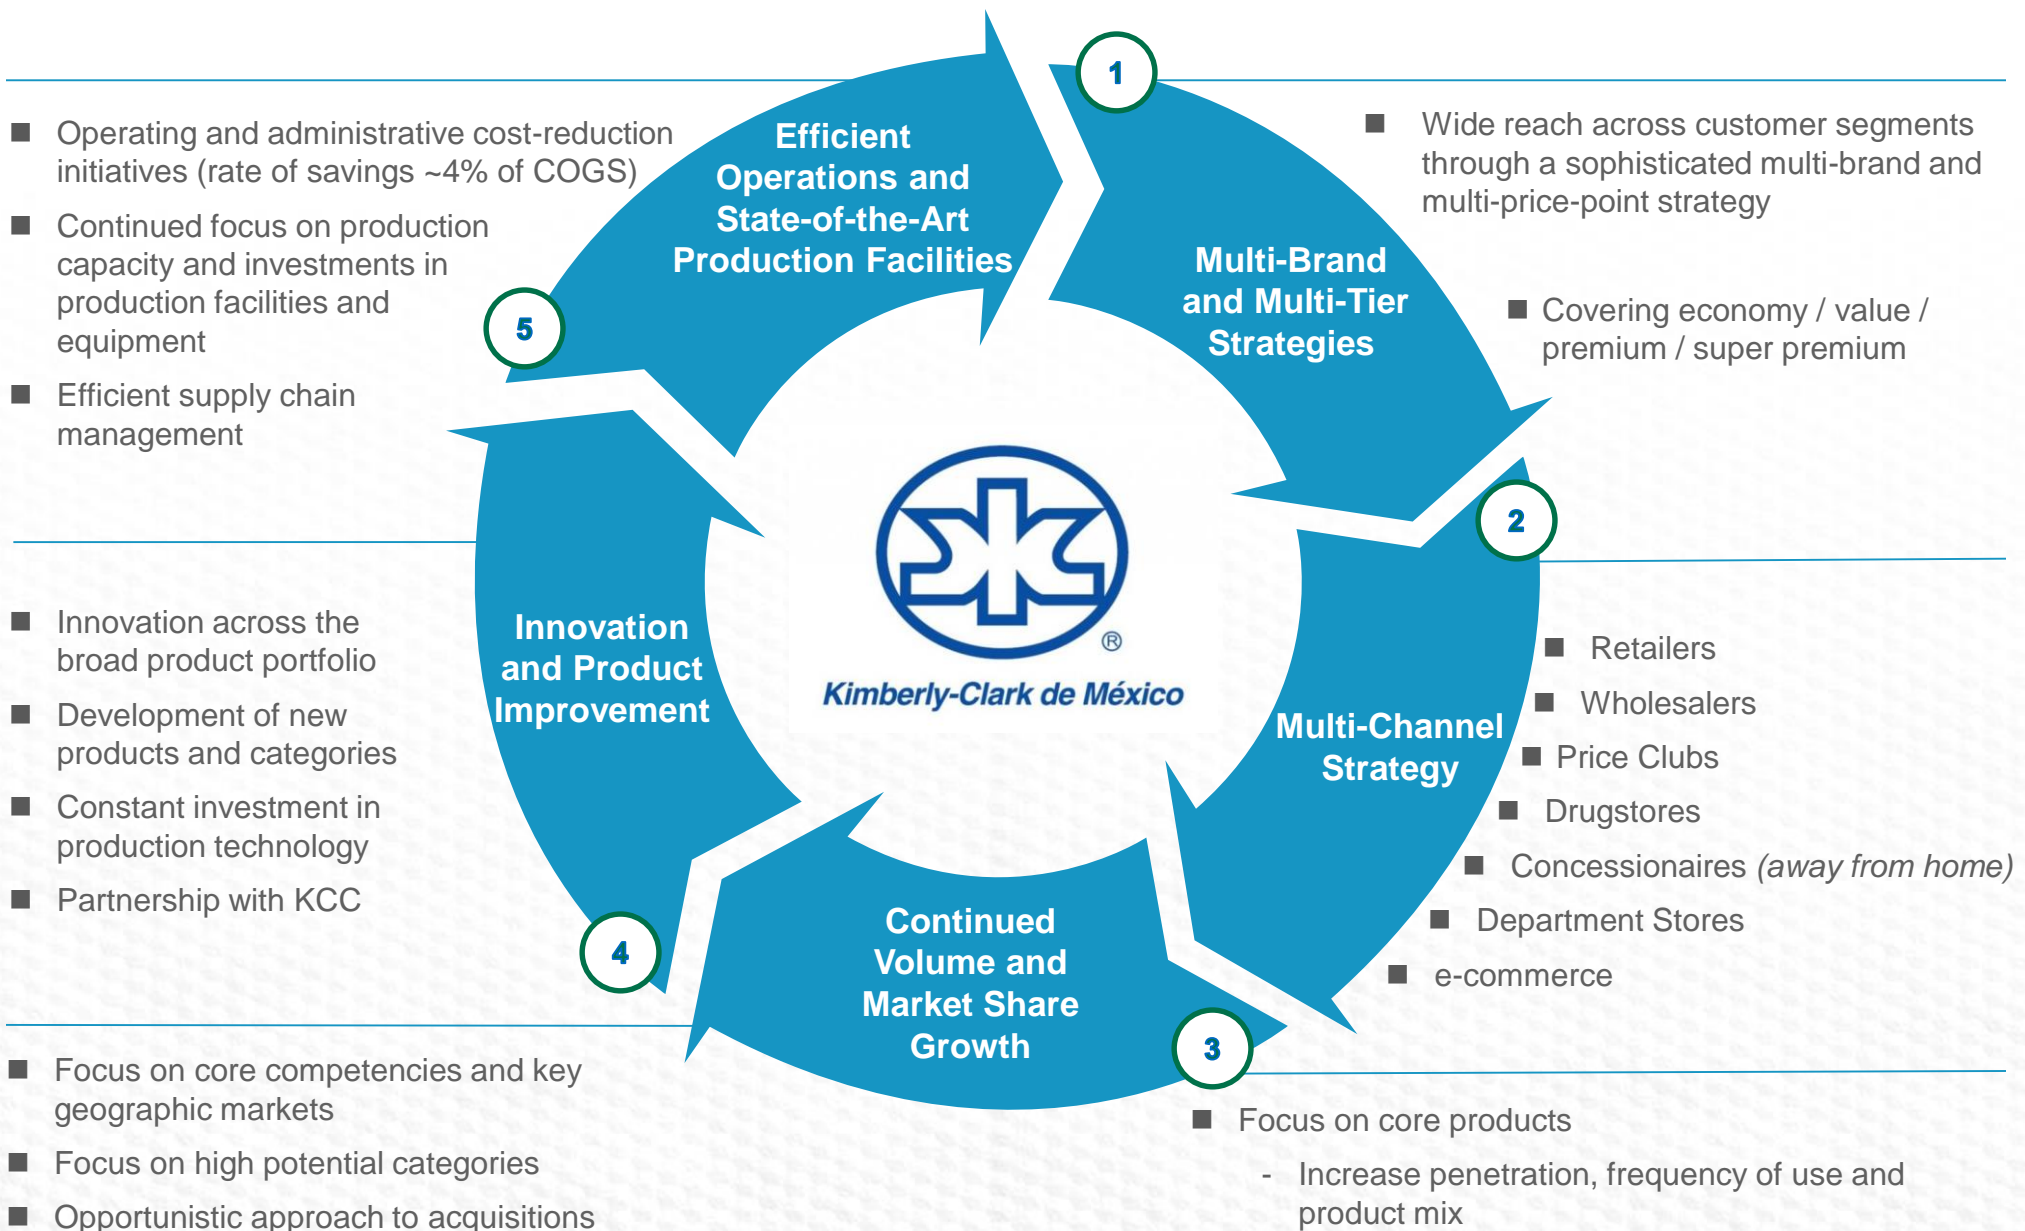 1
Efficient
Operations and
State-of-the-Art
Production Facilities
Multi-Brand
and Multi-Tier
Strategies
■ Wide reach across customer segments
through a sophisticated multi-brand and
multi-price-point strategy
■ Covering economy / value /
premium / super premium
2
Multi-Channel
Strategy
■ Retailers
■ Wholesalers
■ Price Clubs
■ Drugstores
■ Concessionaires (away from home)
■ Department Stores
■ e-commerce
3
Continued
Volume and
Market Share
Growth
■ Focus on core products
- Increase penetration, frequency of use and
product mix
■ Focus on core competencies and key
geographic markets
■ Focus on high potential categories
■ Opportunistic approach to acquisitions
4
Innovation
and Product
Improvement
■ Innovation across the
broad product portfolio
■ Development of new
products and categories
■ Constant investment in
production technology
■ Partnership with KCC
5
■ Operating and administrative cost-reduction
initiatives (rate of savings ~4% of COGS)
■ Continued focus on production
capacity and investments in
production facilities and
equipment
■ Efficient supply chain
management
®
Kimberly-Clark de México